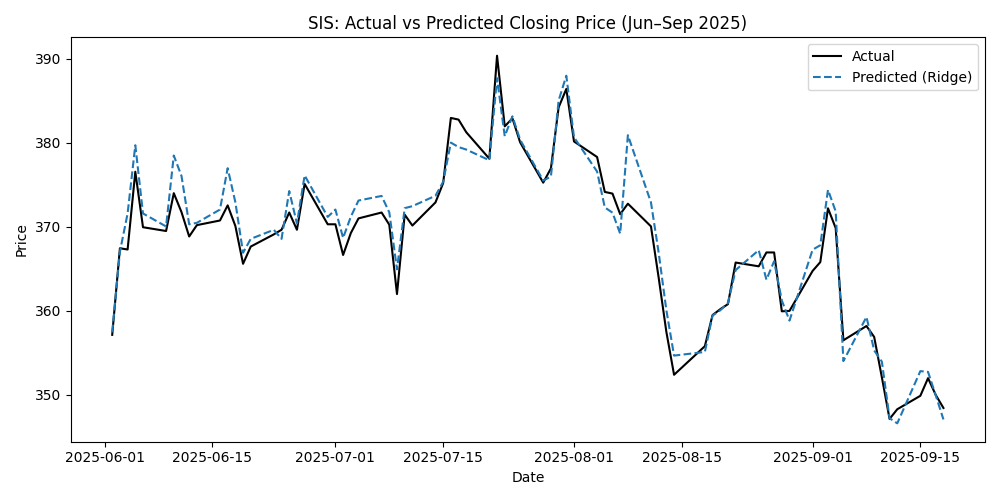 SIS: Actual vs Predicted Closing Price (Jun–Sep 2025)
Actual
Predicted (Ridge)
Price
390
380
370
360
350
2025-06-01 2025-06-15 2025-07-01 2025-07-15 2025-08-01 2025-08-15 2025-09-01 2025-09-15
Date